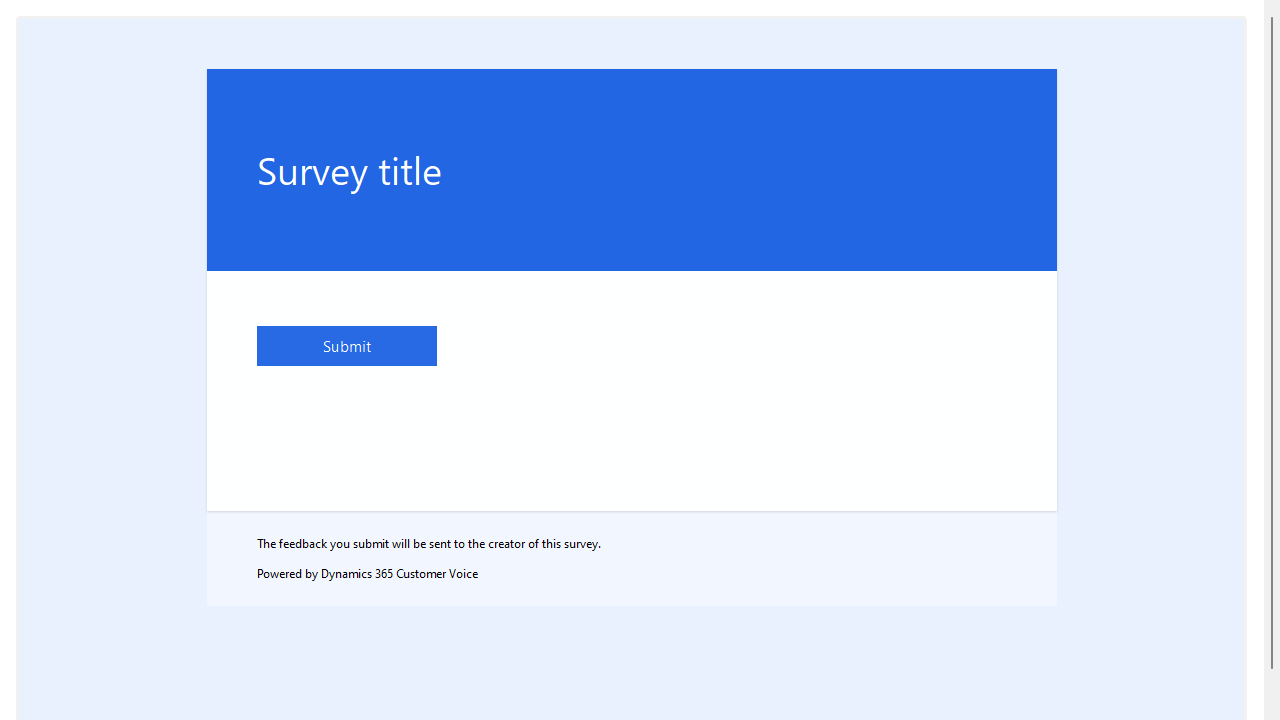 Survey title
Submit
The feedback you submit will be sent to the creator of this survey.
Powered by Dynamics 365 Customer Voice